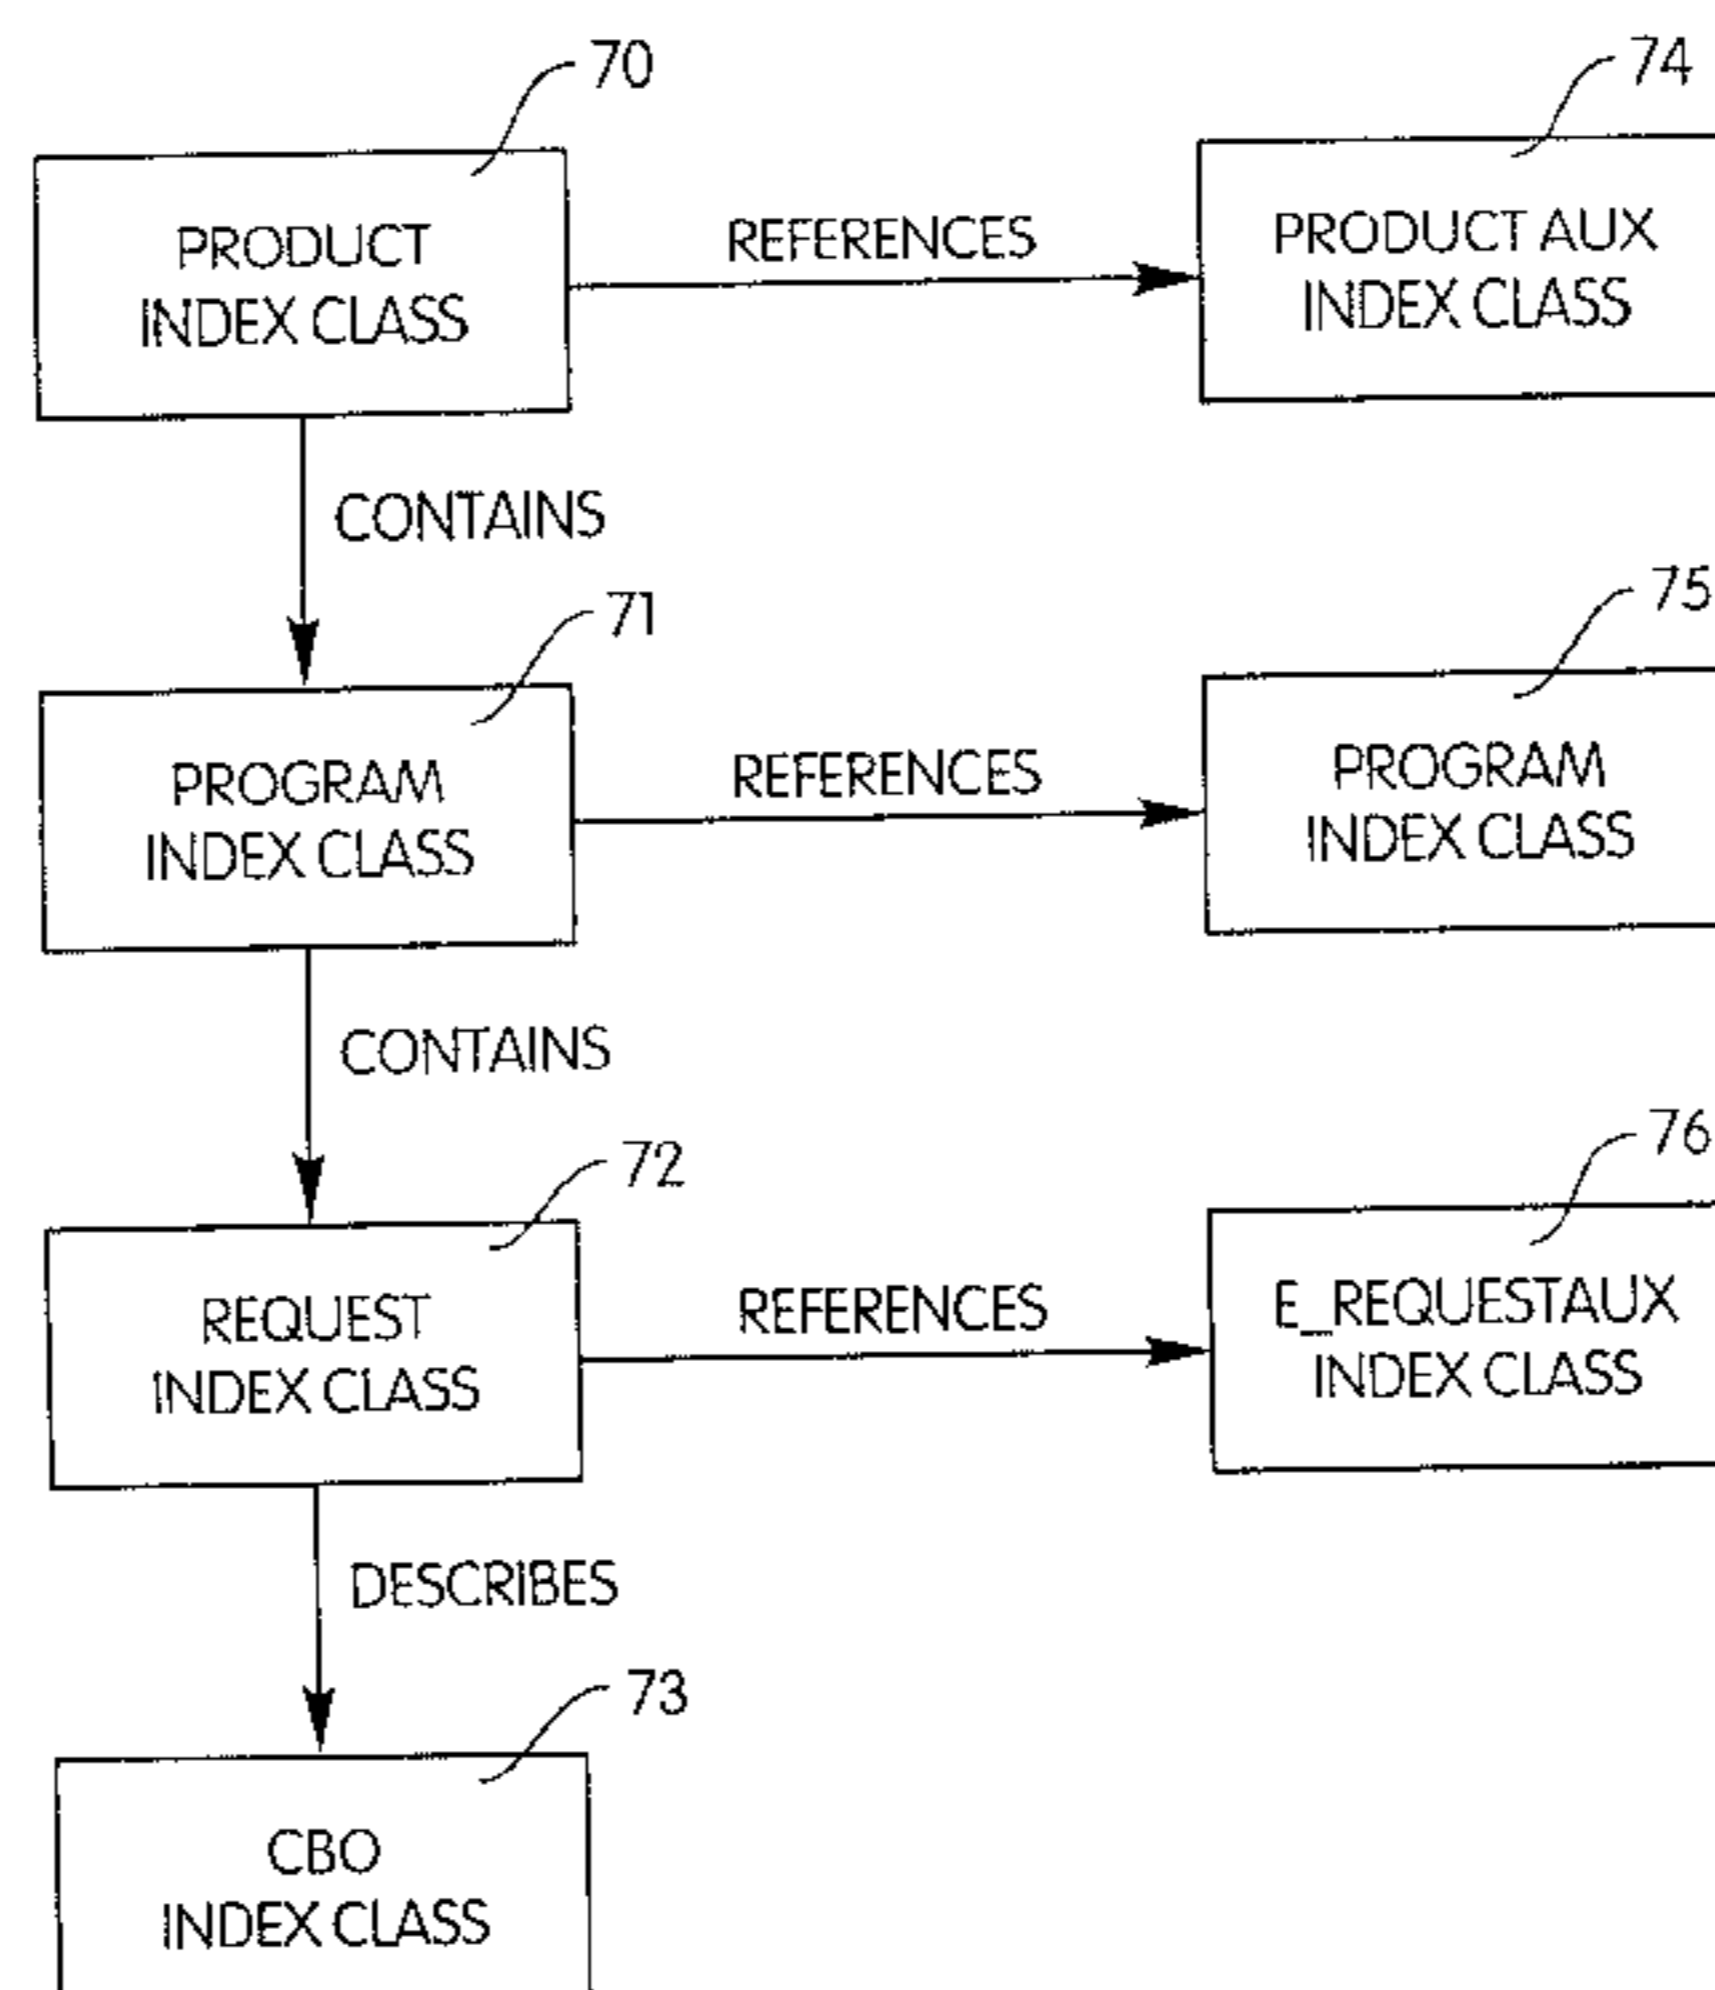 70
74
PRODUCT
INDEX CLASS
REFERENCES
PRODUCT AUX
INDEX CLASS
CONTAINS
71
75
PROGRAM
INDEX CLASS
REFERENCES
PROGRAM
INDEX CLASS
CONTAINS
72
76
REQUEST
INDEX CLASS
REFERENCES
E_REQUESTAUX
INDEX CLASS
DESCRIBES
73
CBO
INDEX CLASS